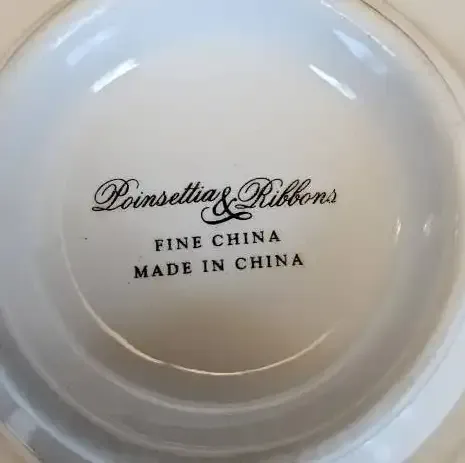 Poinsettia & Ribbons
FINE CHINA
MADE IN CHINA